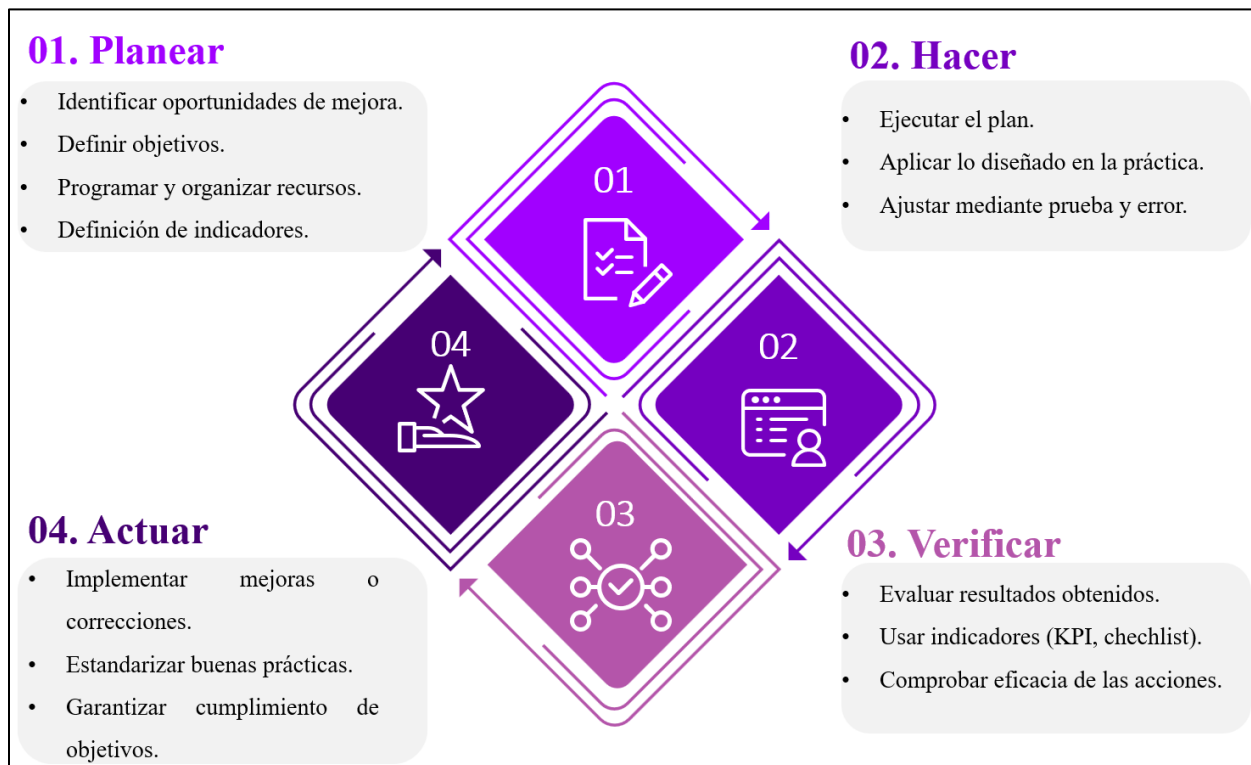 01. Planear
• Identificar oportunidades de mejora.
• Definir objetivos.
• Programar y organizar recursos.
• Definición de indicadores.
02. Hacer
• Ejecutar el plan.
• Aplicar lo diseñado en la práctica.
• Ajustar mediante prueba y error.
01
02
03
04
04. Actuar
• Implementar mejoras o
correcciones.
• Estandarizar buenas prácticas.
• Garantizar cumplimiento de
objetivos.
03. Verificar
• Evaluar resultados obtenidos.
• Usar indicadores (KPI, chechlist).
• Comprobar eficacia de las acciones.